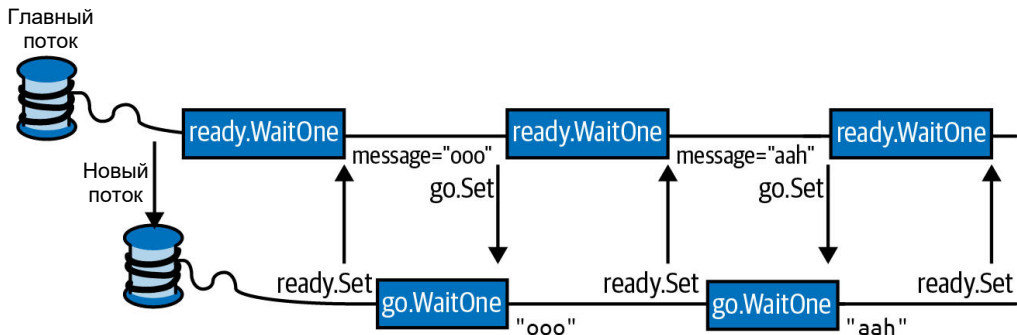 Главный
поток
ready.WaitOne
ready.WaitOne
ready.WaitOne
message="ooo"
message="aah"
go.Set
go.Set
Новый
поток
ready.Set
ready.Set
ready.Set
go.WaitOne
go.WaitOne
"ooo"
"aah"